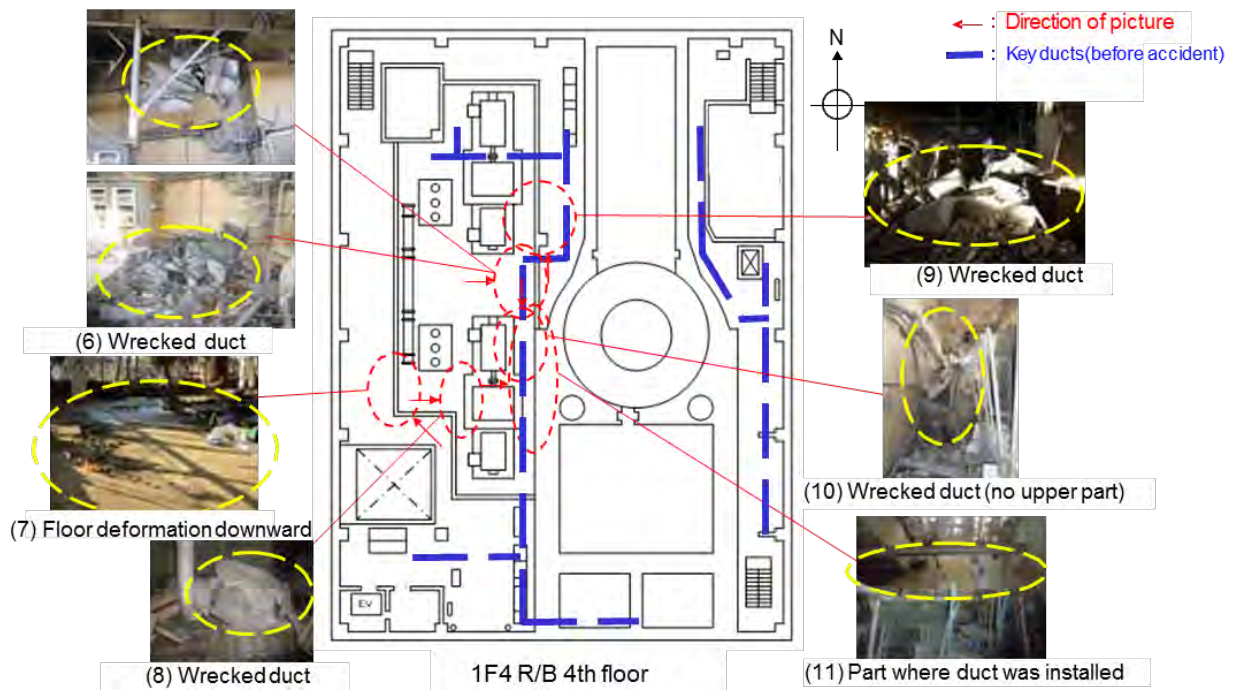 ← : Direction of picture
: Key ducts(before accident)
N
(6) Wrecked duct
(7) Floor deformation downward
(8) Wrecked duct
(9) Wrecked duct
(10) Wrecked duct (no upper part)
(11) Part where duct was installed
EV
1F4 R/B 4th floor